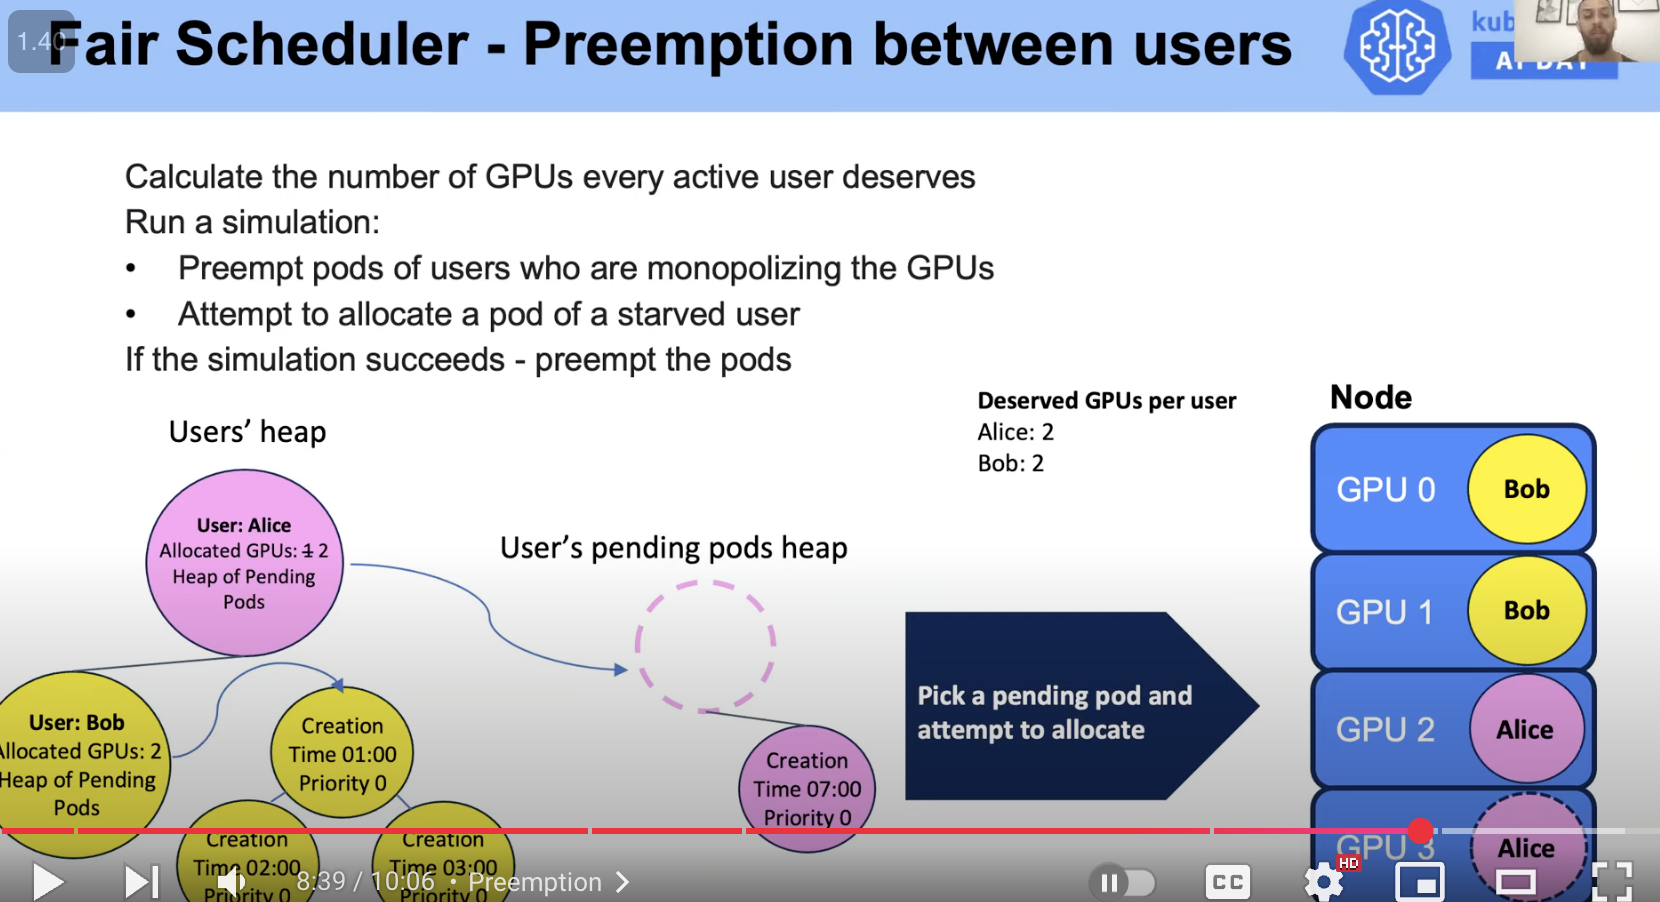 Fair Scheduler - Preemption between users
1.40
kub
AI DAY
Calculate the number of GPUs every active user deserves
Run a simulation:
• Preempt pods of users who are monopolizing the GPUs
• Attempt to allocate a pod of a starved user
If the simulation succeeds - preempt the pods
Users’ heap
User: Alice
Allocated GPUs: 1 2
Heap of Pending
Pods
User: Bob
Allocated GPUs: 2
Heap of Pending
Pods
Creation
Time 01:00
Priority 0
Creation
Time 02:00
Priority 0
Creation
Time 03:00
Priority 0
User’s pending pods heap
Creation
Time 07:00
Priority 0
Deserved GPUs per user
Alice: 2
Bob: 2
Pick a pending pod and
attempt to allocate
Node
GPU 0 Bob
GPU 1 Bob
GPU 2 Alice
GPU 3 Alice
8:39 / 10:06 • Preemption
CC
HD